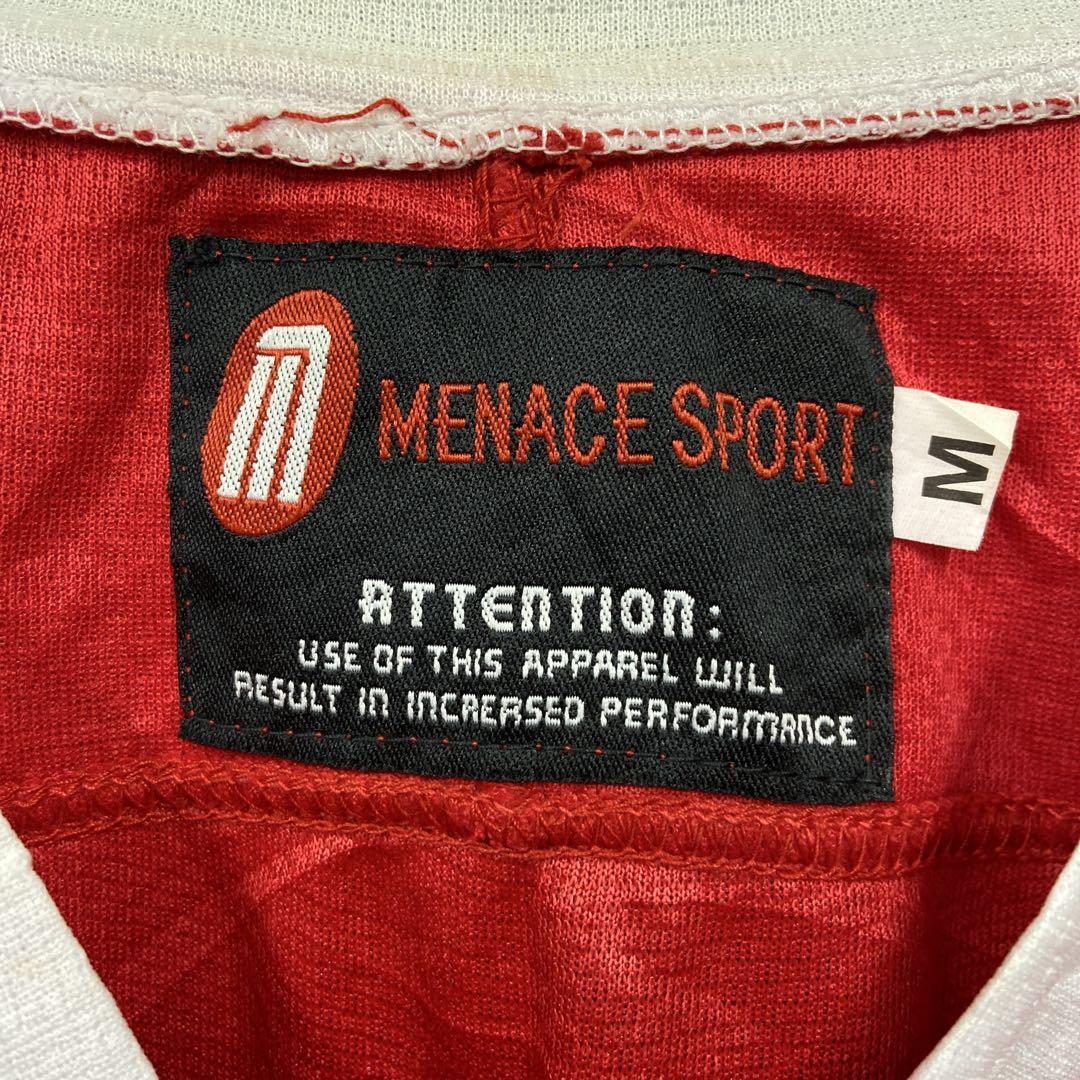 MENACE SPORT
M
ATTENTION:
USE OF THIS APPAREL WILL
RESULT IN INCREASED PERFORMANCE